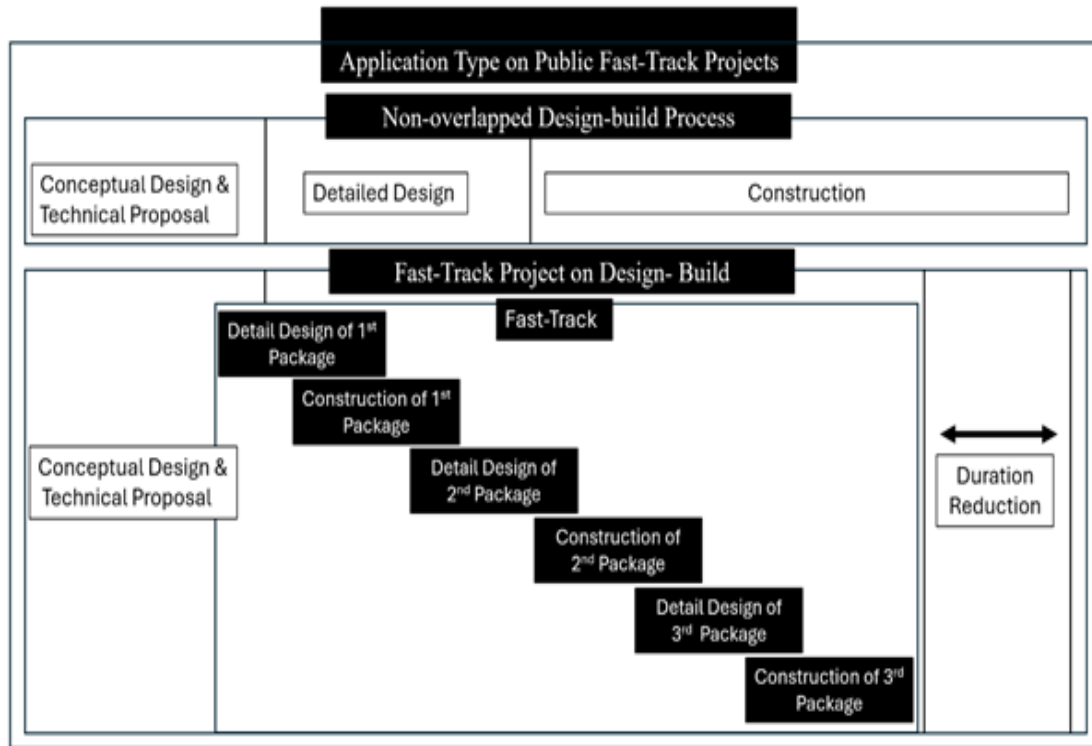 Application Type on Public Fast-Track Projects
Non-overlapped Design-build Process
Conceptual Design &
Technical Proposal
Detailed Design
Construction
Fast-Track Project on Design- Build
Fast-Track
Detail Design of 1st
Package
Construction of 1st
Package
Conceptual Design &
Technical Proposal
Detail Design of
2nd Package
Construction of
2nd Package
Detail Design of
3rd Package
Construction of 3rd
Package
Duration
Reduction